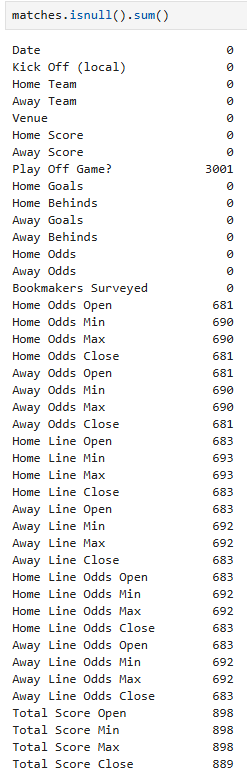 matches.isnull().sum()
Date 0
Kick Off (local) 0
Home Team 0
Away Team 0
Venue 0
Home Score 0
Away Score 0
Play Off Game? 3001
Home Goals 0
Home Behinds 0
Away Goals 0
Away Behinds 0
Home Odds 0
Away Odds 0
Bookmakers Surveyed 0
Home Odds Open 681
Home Odds Min 690
Home Odds Max 690
Home Odds Close 681
Away Odds Open 681
Away Odds Min 690
Away Odds Max 690
Away Odds Close 681
Home Line Open 683
Home Line Min 693
Home Line Max 693
Home Line Close 683
Away Line Open 683
Away Line Min 692
Away Line Max 692
Away Line Close 683
Home Line Odds Open 683
Home Line Odds Min 692
Home Line Odds Max 692
Home Line Odds Close 683
Away Line Odds Open 683
Away Line Odds Min 692
Away Line Odds Max 692
Away Line Odds Close 683
Total Score Open 898
Total Score Min 898
Total Score Max 898
Total Score Close 889